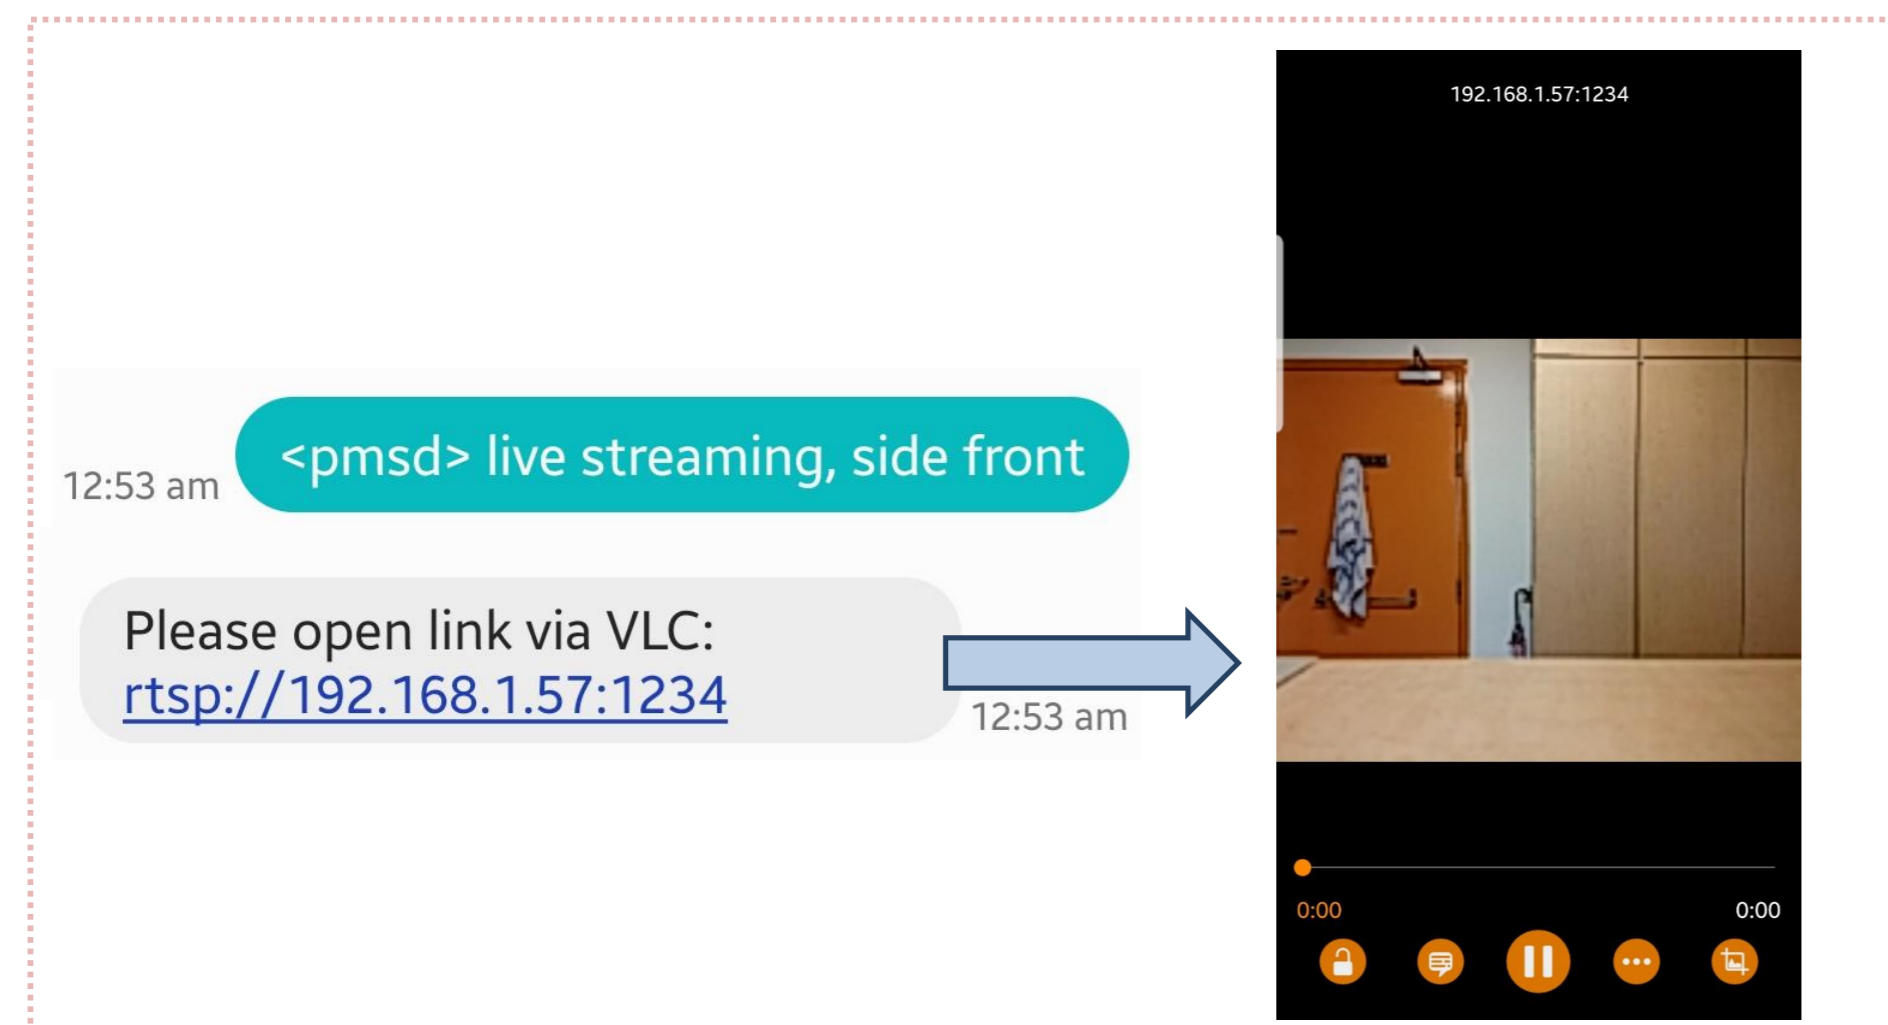 192.168.1.57:1234
<pmsd> live streaming, side front
12:53 am
Please open link via VLC:
rtsp://192.168.1.57:1234
12:53 am
0:00
0:00